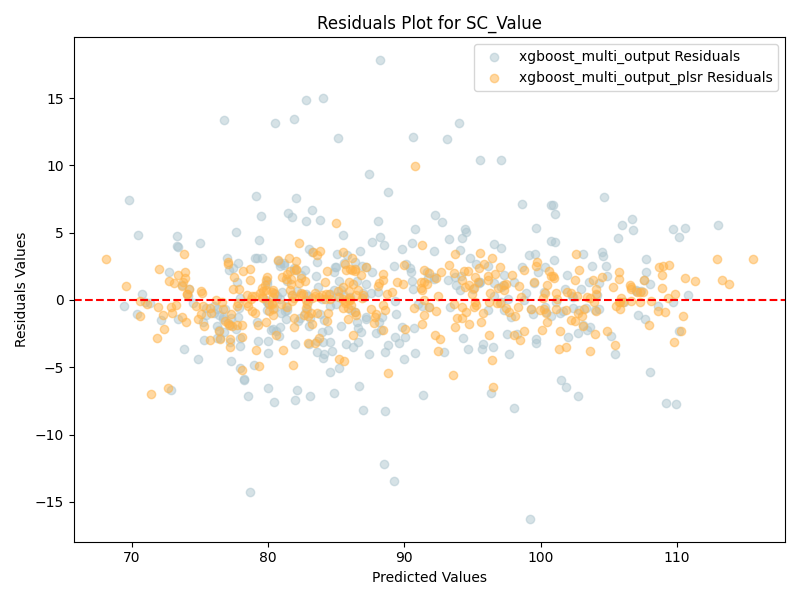 Residuals Plot for SC_Value
xgboost_multi_output Residuals
xgboost_multi_output_plsr Residuals
Residuals Values
15
10
5
0
−5
−10
−15
70 80 90 100 110
Predicted Values